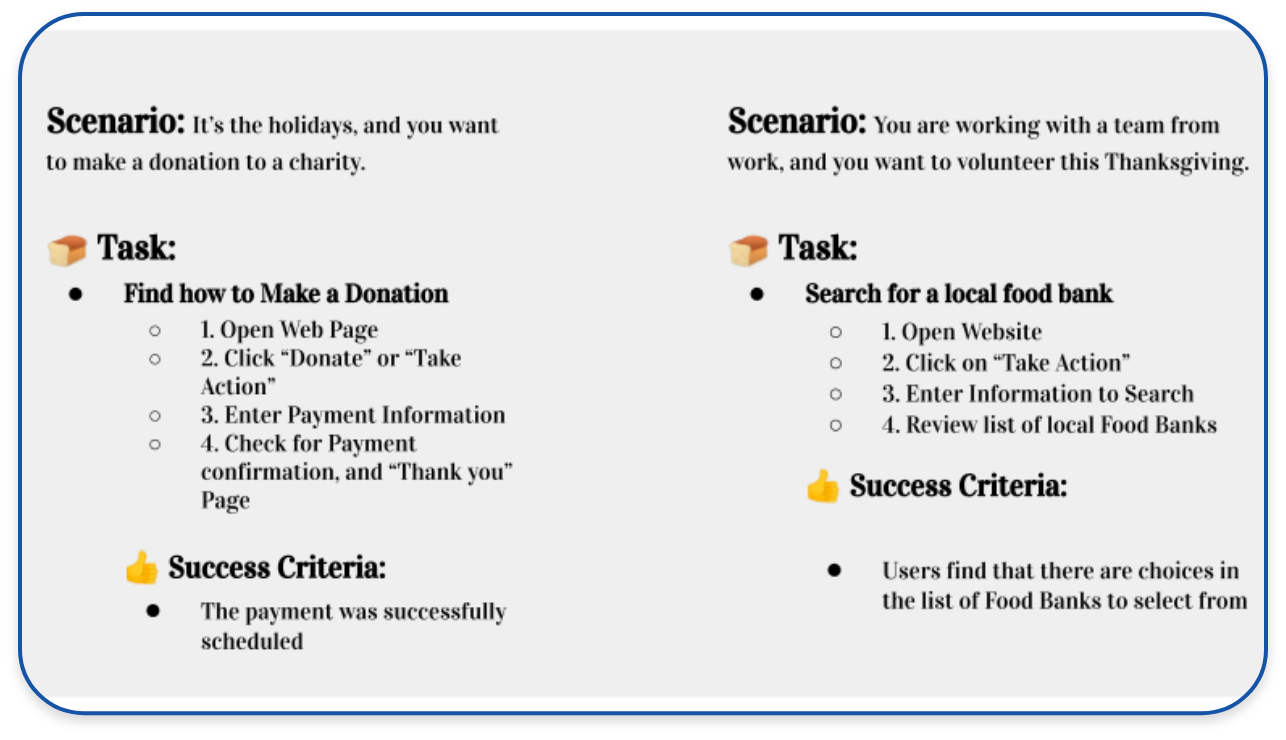 Scenario: It's the holidays, and you want
to make a donation to a charity.
Task:
● Find how to Make a Donation
○ 1. Open Web Page
○ 2. Click “Donate” or “Take
Action”
○ 3. Enter Payment Information
○ 4. Check for Payment
confirmation, and “Thank you”
Page
Success Criteria:
● The payment was successfully
scheduled
Scenario: You are working with a team from
work, and you want to volunteer this Thanksgiving.
Task:
● Search for a local food bank
○ 1. Open Website
○ 2. Click on “Take Action”
○ 3. Enter Information to Search
○ 4. Review list of local Food Banks
Success Criteria:
● Users find that there are choices in
the list of Food Banks to select from